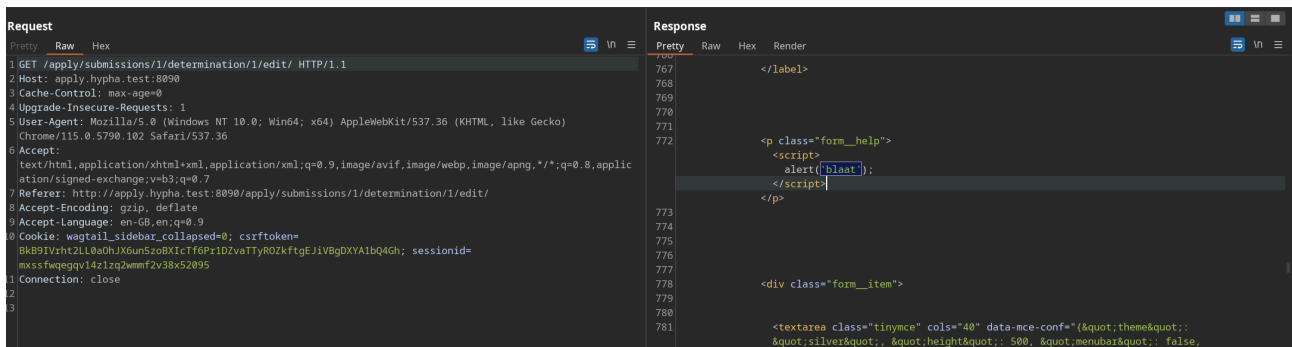 Request
Pretty Raw Hex
\n
1 GET /apply/submissions/1/determination/1/edit/ HTTP/1.1
2 Host: apply.hypha.test:8090
3 Cache-Control: max-age=0
4 Upgrade-Insecure-Requests: 1
5 User-Agent: Mozilla/5.0 (Windows NT 10.0; Win64; x64) AppleWebKit/537.36 (KHTML, like Gecko)
Chrome/115.0.5790.102 Safari/537.36
6 Accept:
text/html,application/xhtml+xml,application/xml;q=0.9,image/avif,image/webp,image/apng,*/*;q=0.8,applic
ation/signed-exchange;v=b3;q=0.7
7 Referer: http://apply.hypha.test:8090/apply/submissions/1/determination/1/edit/
8 Accept-Encoding: gzip, deflate
9 Accept-Language: en-GB,en;q=0.9
10 Cookie: wagtail_sidebar_collapsed=0; csrftoken=
BkB9IVrht2LL0aOhJX6un5zoBXIcTf6Pr1DZvaTTyROZkftgEJiVBgDXYA1bQ4Gh; sessionid=
mxssfwqegqv14z1zq2wmmf2v38x52095
11 Connection: close
12
13
Response
Pretty Raw Hex Render
\n
766
767 </label>
768
769
770
771
772 <p class="form__help">
<script>
alert('blaat');
</script>
</p>
773
774
775
776
777
778 <div class="form__item">
779
780
781 <textarea class="tinymce" cols="40" data-mce-conf="{&quot;theme&quot;:
&quot;silver&quot;, &quot;height&quot;: 500, &quot;menubar&quot;: false,